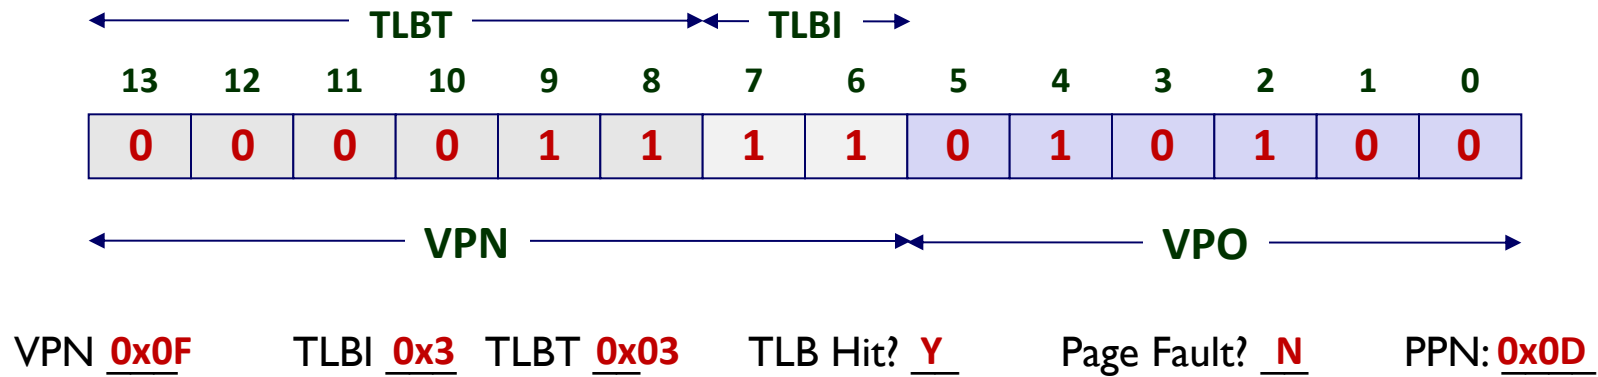 TLBT TLBI
13 12 11 10 9 8 7 6 5 4 3 2 1 0
0 0 0 0 1 1 1 1 0 1 0 1 0 0
VPN VPO
VPN 0x0F TLBI 0x3 TLBT 0x03 TLB Hit? Y Page Fault? N PPN: 0x0D